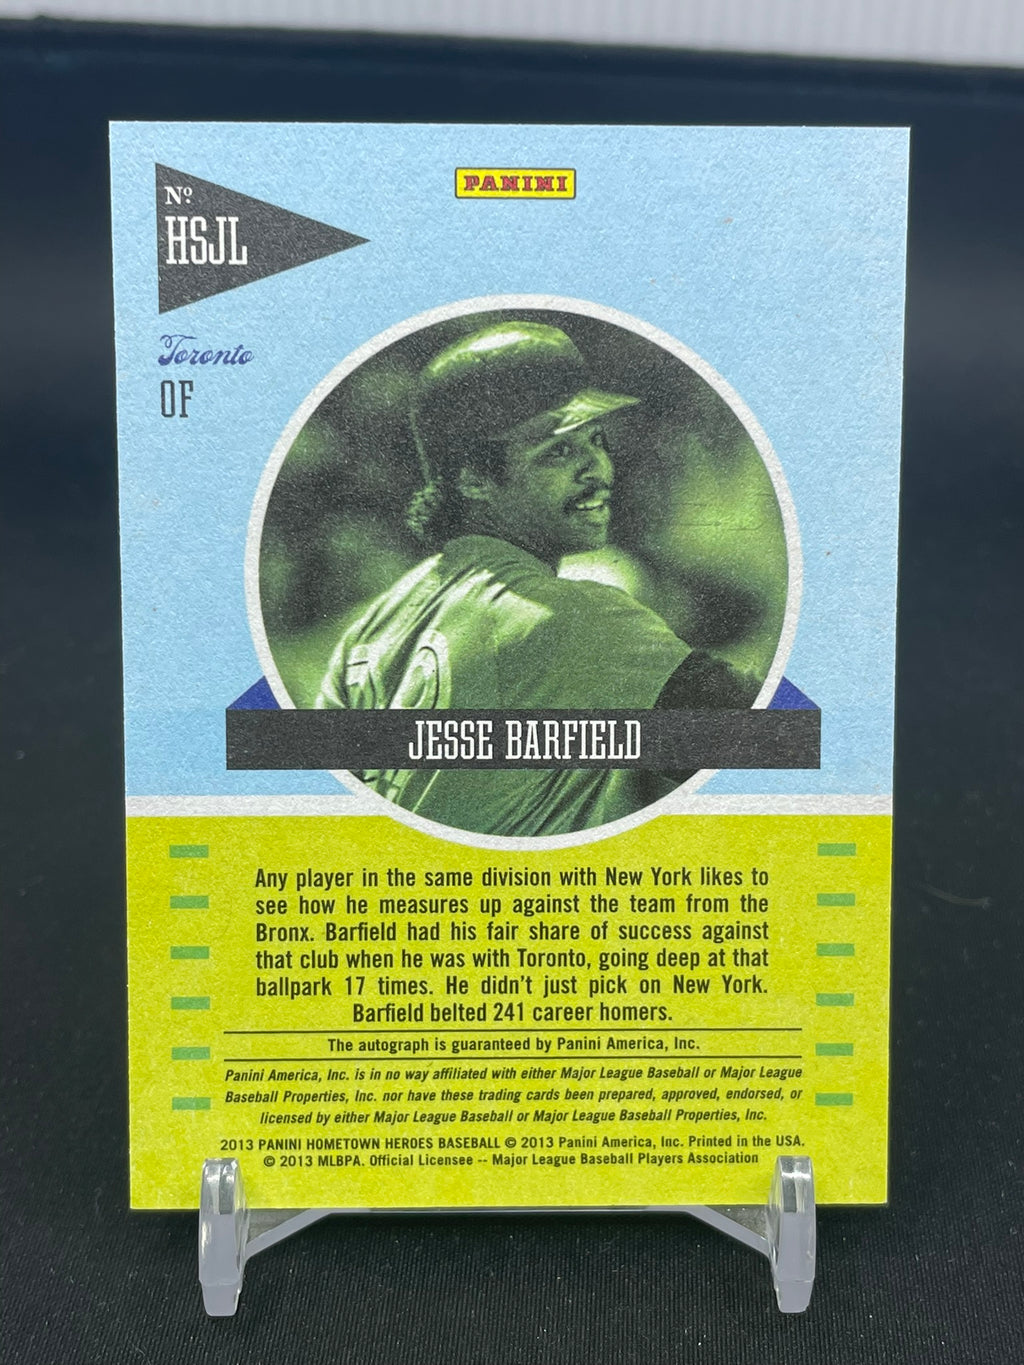 PANINI
Nº
HSJL
Toronto
OF
JESSE BARFIELD
Any player in the same division with New York likes to
see how he measures up against the team from the
Bronx. Barfield had his fair share of success against
that club when he was with Toronto, going deep at that
ballpark 17 times. He didn't just pick on New York.
Barfield belted 241 career homers.
The autograph is guaranteed by Panini America, Inc.
Panini America, Inc. is in no way affiliated with either Major League Baseball or Major League
Baseball Properties, Inc. nor have these trading cards been prepared, approved, endorsed, or
licensed by either Major League Baseball or Major League Baseball Properties, Inc.
2013 PANINI HOMETOWN HEROES BASEBALL © 2013 Panini America, Inc. Printed in the USA.
© 2013 MLBPA. Official Licensee -- Major League Baseball Players Association